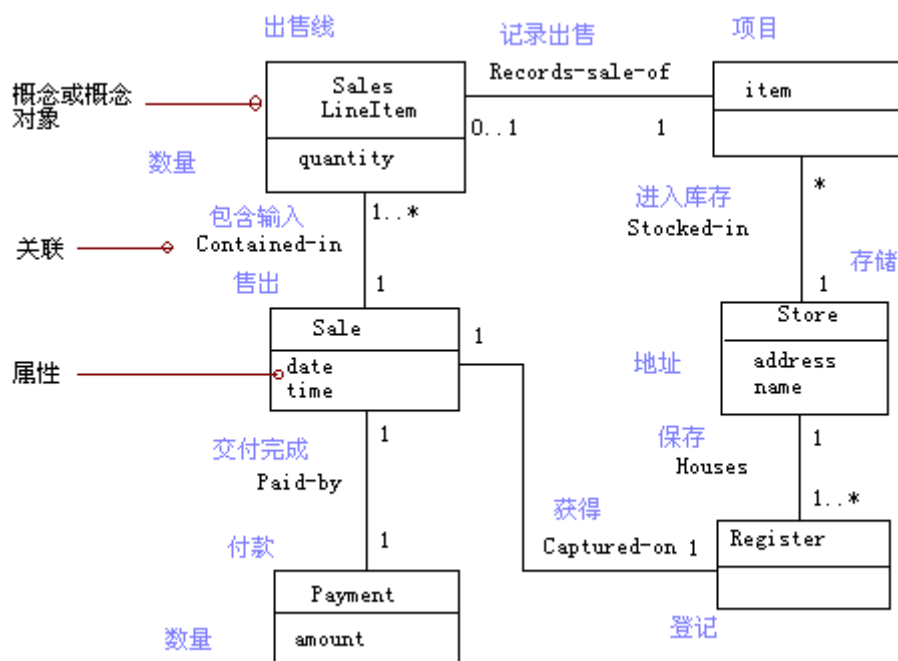 出售线
记录出售
项目
概念或概念
对象
Sales
LineItem
quantity
Records-sale-of
0..1
1
item
数量
包含输入
Contained-in
1..*
进入库存
Stocked-in
*
关联
售出
1
存储
1
Sale
date
time
1
Store
address
name
属性
地址
交付完成
Paid-by
1
保存
Houses
1
1..*
付款
1
获得
Captured-on 1
Register
Payment
amount
数量
登记